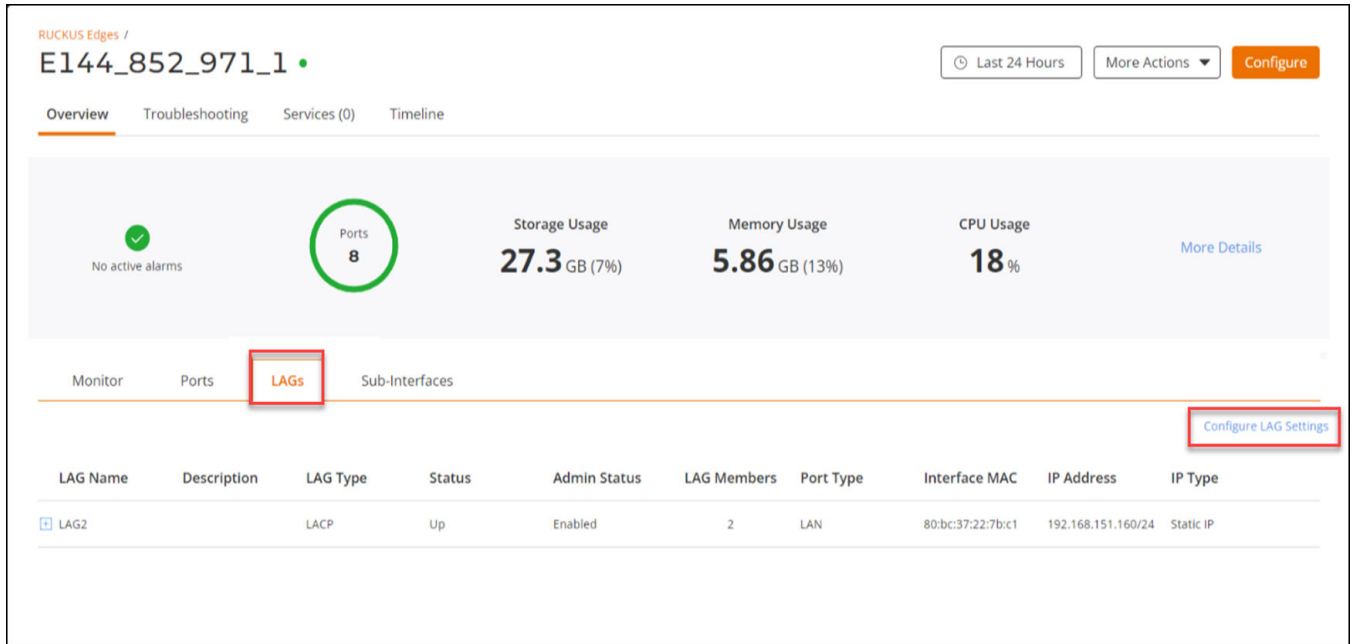 RUCKUS Edges /
E144_852_971_1
Last 24 Hours
More Actions
Configure
Overview Troubleshooting Services (0) Timeline
No active alarms
Ports
8
Storage Usage
27.3 GB (7%)
Memory Usage
5.86 GB (13%)
CPU Usage
18 %
More Details
Monitor Ports LAGs Sub-Interfaces
Configure LAG Settings
LAG Name Description LAG Type Status Admin Status LAG Members Port Type Interface MAC IP Address IP Type
LAG2 LACP Up Enabled 2 LAN 80:bc:37:22:7b:c1 192.168.151.160/24 Static IP